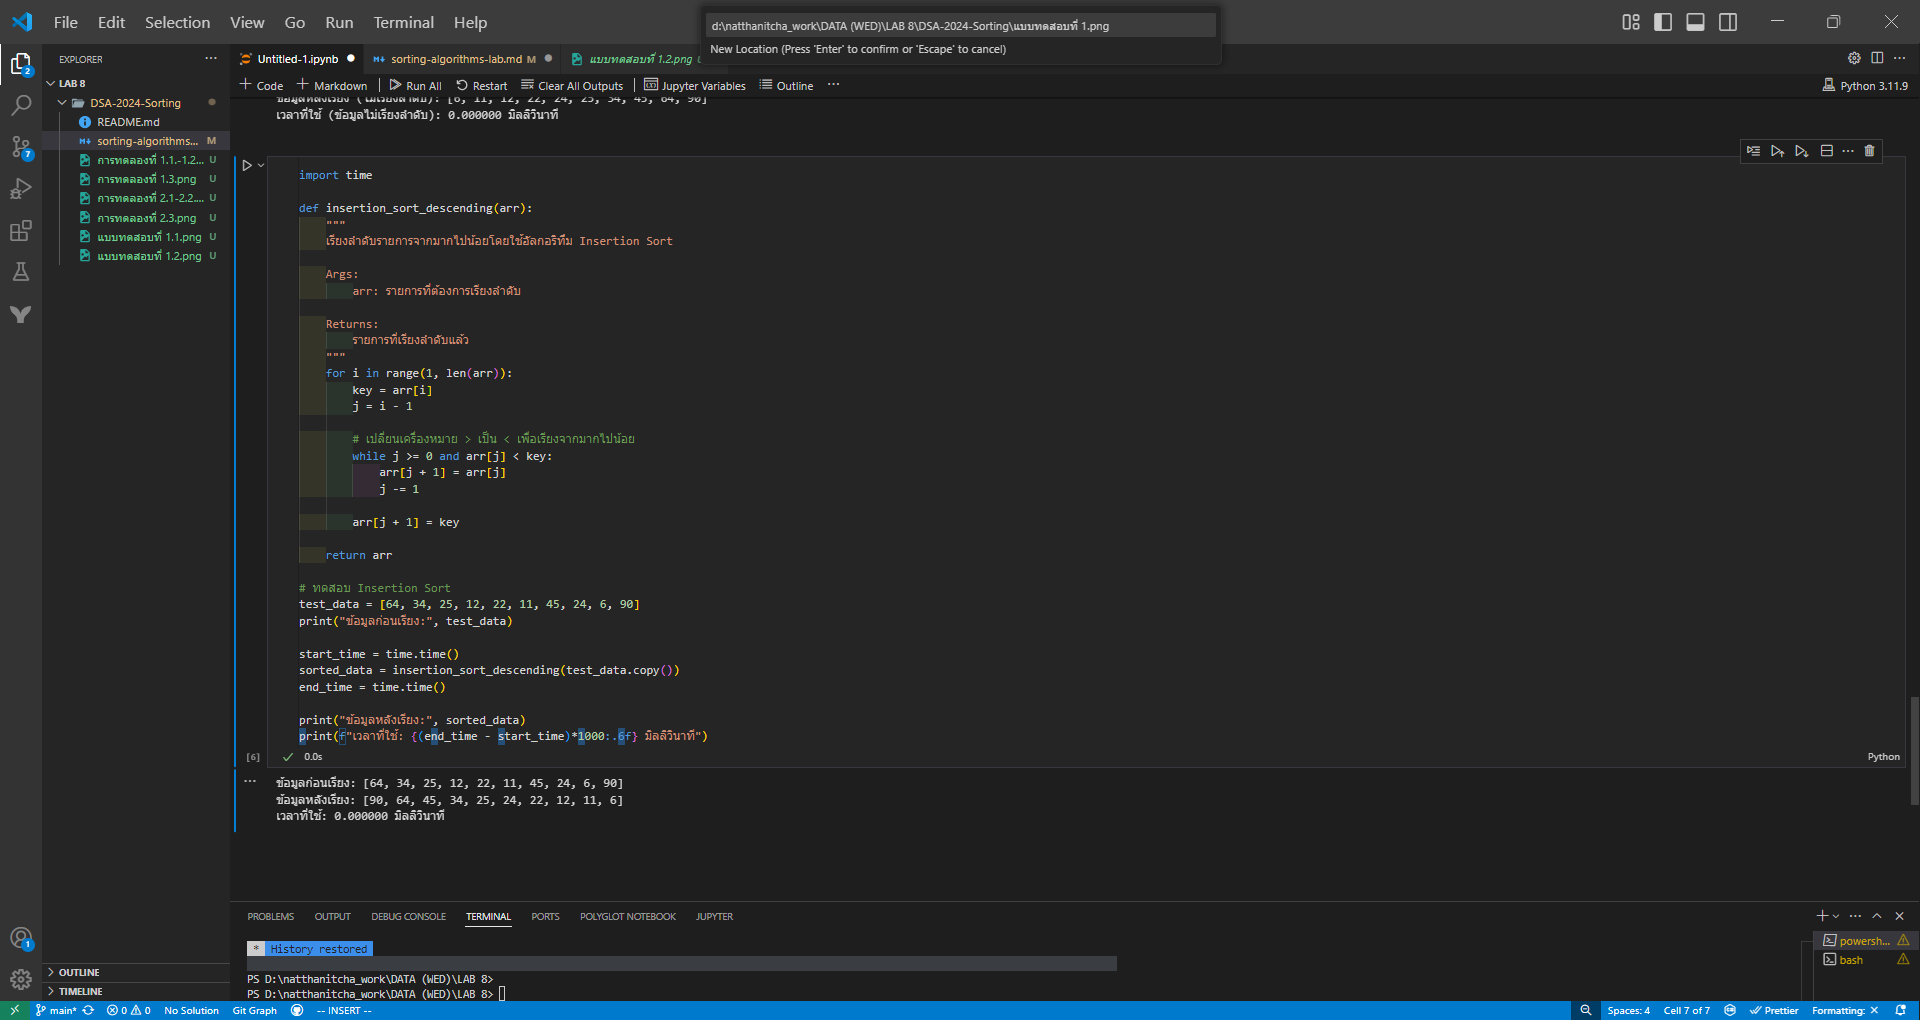 File Edit Selection View Go Run Terminal Help
d:\natthanitcha_work\DATA (WED)\LAB 8\DSA-2024-Sorting\แบบทดสอบที่ 1.png
New Location (Press 'Enter' to confirm or 'Escape' to cancel)
EXPLORER
LAB 8
DSA-2024-Sorting
README.md
sorting-algorithms... M
การทดลองที่ 1.1.-1.2... U
การทดลองที่ 1.3.png U
การทดลองที่ 2.1-2.2.... U
การทดลองที่ 2.3.png U
แบบทดสอบที่ 1.1.png U
แบบทดสอบที่ 1.2.png U
OUTLINE
TIMELINE
Untitled-1.ipynb sorting-algorithms-lab.md M แบบทดสอบที่ 1.2.png
Code Markdown Run All Restart Clear All Outputs Jupyter Variables Outline Python 3.11.9
ข้อมูลหลังเรียง (ไม่เรียงลำดับ): [6, 11, 12, 22, 24, 25, 34, 45, 64, 90]
เวลาที่ใช้ (ข้อมูลไม่เรียงลำดับ): 0.000000 มิลลิวินาที
import time
def insertion_sort_descending(arr):
"""
เรียงลำดับรายการจากมากไปน้อยโดยใช้อัลกอริทึม Insertion Sort
Args:
arr: รายการที่ต้องการเรียงลำดับ
Returns:
รายการที่เรียงลำดับแล้ว
"""
for i in range(1, len(arr)):
key = arr[i]
j = i - 1
# เปลี่ยนเครื่องหมาย > เป็น < เพื่อเรียงจากมากไปน้อย
while j >= 0 and arr[j] < key:
arr[j + 1] = arr[j]
j -= 1
arr[j + 1] = key
return arr
# ทดสอบ Insertion Sort
test_data = [64, 34, 25, 12, 22, 11, 45, 24, 6, 90]
print("ข้อมูลก่อนเรียง:", test_data)
start_time = time.time()
sorted_data = insertion_sort_descending(test_data.copy())
end_time = time.time()
print("ข้อมูลหลังเรียง:", sorted_data)
print(f"เวลาที่ใช้: {(end_time - start_time)*1000:.6f} มิลลิวินาที")
[6] 0.0s Python
ข้อมูลก่อนเรียง: [64, 34, 25, 12, 22, 11, 45, 24, 6, 90]
ข้อมูลหลังเรียง: [90, 64, 45, 34, 25, 24, 22, 12, 11, 6]
เวลาที่ใช้: 0.000000 มิลลิวินาที
PROBLEMS OUTPUT DEBUG CONSOLE TERMINAL PORTS POLYGLOT NOTEBOOK JUPYTER
* History restored
PS D:\natthanitcha_work\DATA (WED)\LAB 8>
PS D:\natthanitcha_work\DATA (WED)\LAB 8>
powersh...
bash
main* 0 0 No Solution Git Graph -- INSERT -- Spaces: 4 Cell 7 of 7 Prettier Formatting: ✕